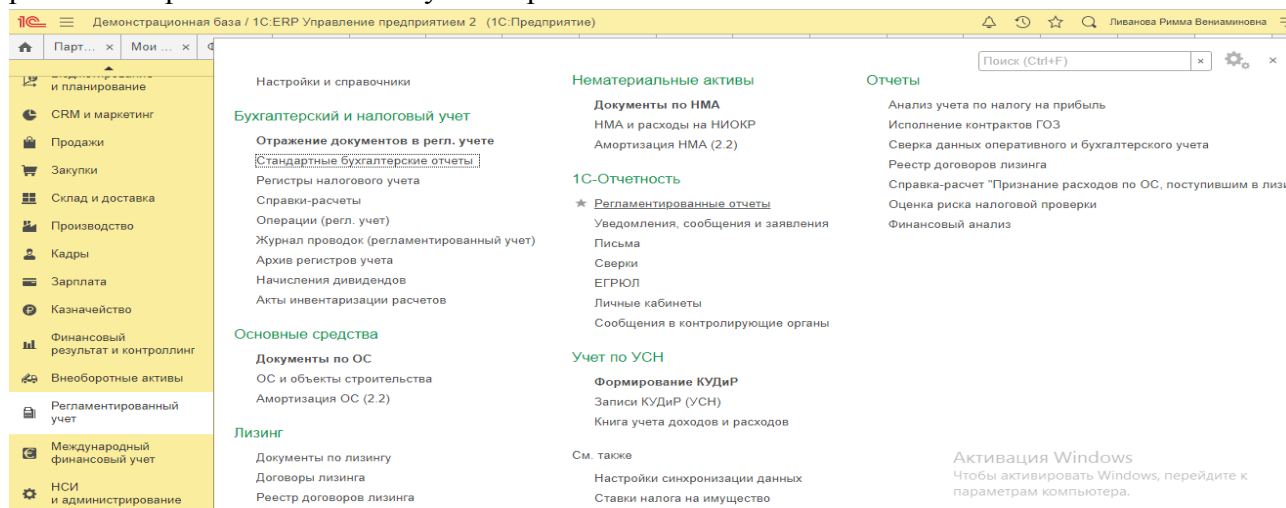 1С Демонстрационная база / 1С:ERP Управление предприятием 2 (1С:Предприятие)
Ливанова Римма Вениаминовна
Парт... × Мои ... ×
Поиск (Ctrl+F) × ×
и планирование
CRM и маркетинг
Продажи
Закупки
Склад и доставка
Производство
Кадры
Зарплата
Казначейство
Финансовый
результат и контроллинг
Внеоборотные активы
Регламентированный
учет
Международный
финансовый учет
НСИ
и администрирование
Настройки и справочники
Бухгалтерский и налоговый учет
Отражение документов в регл. учете
Стандартные бухгалтерские отчеты
Регистры налогового учета
Справки-расчеты
Операции (регл. учет)
Журнал проводок (регламентированный учет)
Архив регистров учета
Начисления дивидендов
Акты инвентаризации расчетов
Основные средства
Документы по ОС
ОС и объекты строительства
Амортизация ОС (2.2)
Лизинг
Документы по лизингу
Договоры лизинга
Реестр договоров лизинга
Нематериальные активы
Документы по НМА
НМА и расходы на НИОКР
Амортизация НМА (2.2)
1С-Отчетность
Регламентированные отчеты
Уведомления, сообщения и заявления
Письма
Сверки
ЕГРЮЛ
Личные кабинеты
Сообщения в контролирующие органы
Учет по УСН
Формирование КУДиР
Записи КУДиР (УСН)
Книга учета доходов и расходов
См. также
Настройки синхронизации данных
Ставки налога на имущество
Отчеты
Анализ учета по налогу на прибыль
Исполнение контрактов ГОЗ
Сверка данных оперативного и бухгалтерского учета
Реестр договоров лизинга
Справка-расчет "Признание расходов по ОС, поступившим в лизи
Оценка риска налоговой проверки
Финансовый анализ
Активация Windows
Чтобы активировать Windows, перейдите к
параметрам компьютера.